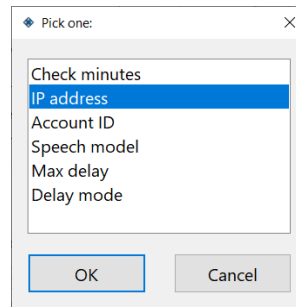 Pick one:
Check minutes
IP address
Account ID
Speech model
Max delay
Delay mode
OK
Cancel